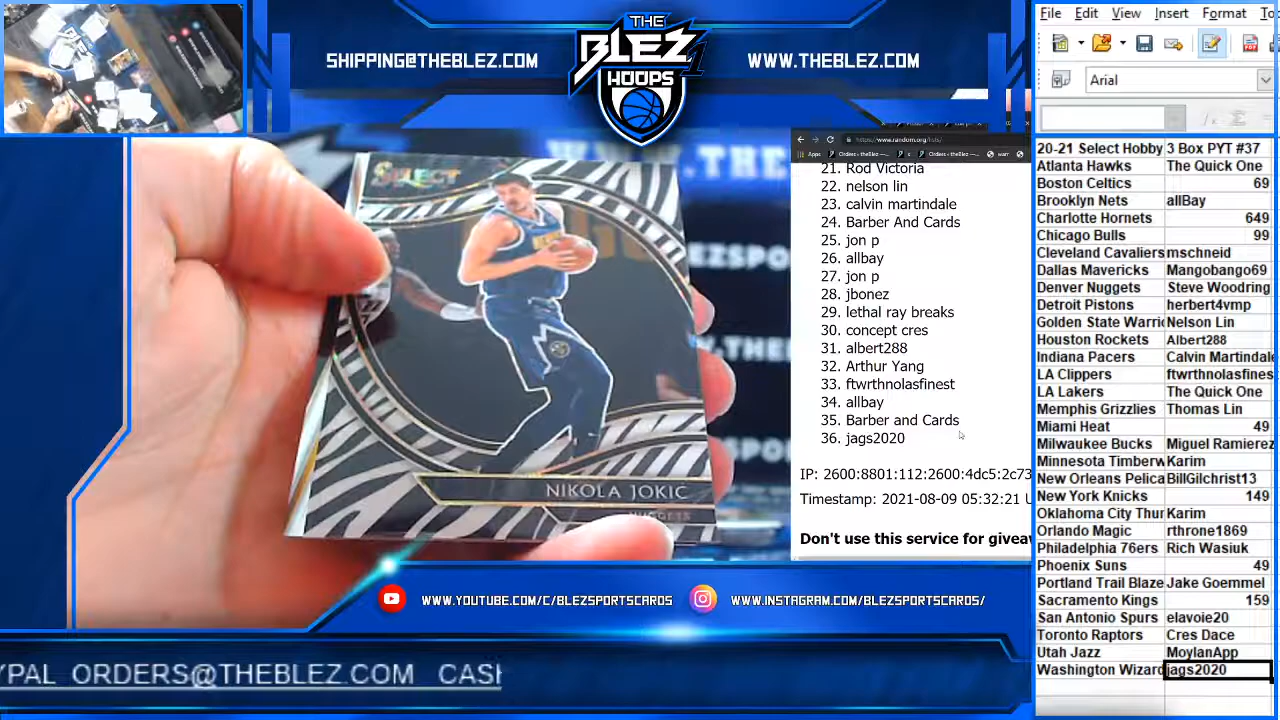 SHIPPING@THEBLEZ.COM
THE
BLEZ
1
HOOPS
WWW.THEBLEZ.COM
File Edit View Insert Format
Arial
SELECT
NIKOLA JOKIC
NUGGETS
21. Rod Victoria
22. nelson lin
23. calvin martindale
24. Barber And Cards
25. jon p
26. allbay
27. jon p
28. jbonez
29. lethal ray breaks
30. concept cres
31. albert288
32. Arthur Yang
33. ftwrthnolasfinest
34. allbay
35. Barber and Cards
36. jags2020
IP: 2600:8801:112:2600:4dc5:2c73
Timestamp: 2021-08-09 05:32:21 U
Don't use this service for giveaw
20-21 Select Hobby 3 Box PYT #37
Atlanta Hawks The Quick One
Boston Celtics 69
Brooklyn Nets allBay
Charlotte Hornets 649
Chicago Bulls 99
Cleveland Cavaliers mschneid
Dallas Mavericks Mangobango69
Denver Nuggets Steve Woodring
Detroit Pistons herbert4vmp
Golden State Warric Nelson Lin
Houston Rockets Albert288
Indiana Pacers Calvin Martindale
LA Clippers ftwrthnolasfines
LA Lakers The Quick One
Memphis Grizzlies Thomas Lin
Miami Heat 49
Milwaukee Bucks Miguel Ramierez
Minnesota Timberw Karim
New Orleans Pelica BillGilchrist13
New York Knicks 149
Oklahoma City Thur Karim
Orlando Magic rthrone1869
Philadelphia 76ers Rich Wasiuk
Phoenix Suns 49
Portland Trail Blaze Jake Goemmel
Sacramento Kings 159
San Antonio Spurs elavoie20
Toronto Raptors Cres Dace
Utah Jazz MoylanApp
Washington Wizard jags2020
WWW.YOUTUBE.COM/C/BLEZSPORTSCARDS
WWW.INSTAGRAM.COM/BLEZSPORTSCARDS/
YPAL ORDERS@THEBLEZ.COM CASH